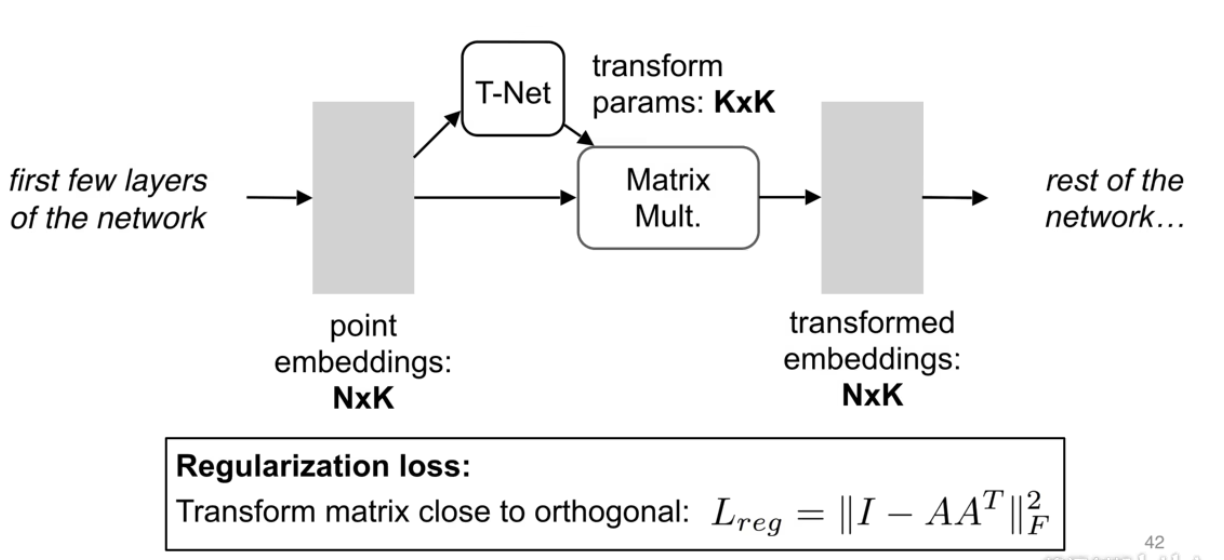 T-Net
transform
params: KxK
first few layers
of the network
Matrix
Mult.
rest of the
network…
point
embeddings:
NxK
transformed
embeddings:
NxK
Regularization loss:
Transform matrix close to orthogonal: $L_{reg} = \|I - AA^T\|_F^2$
42